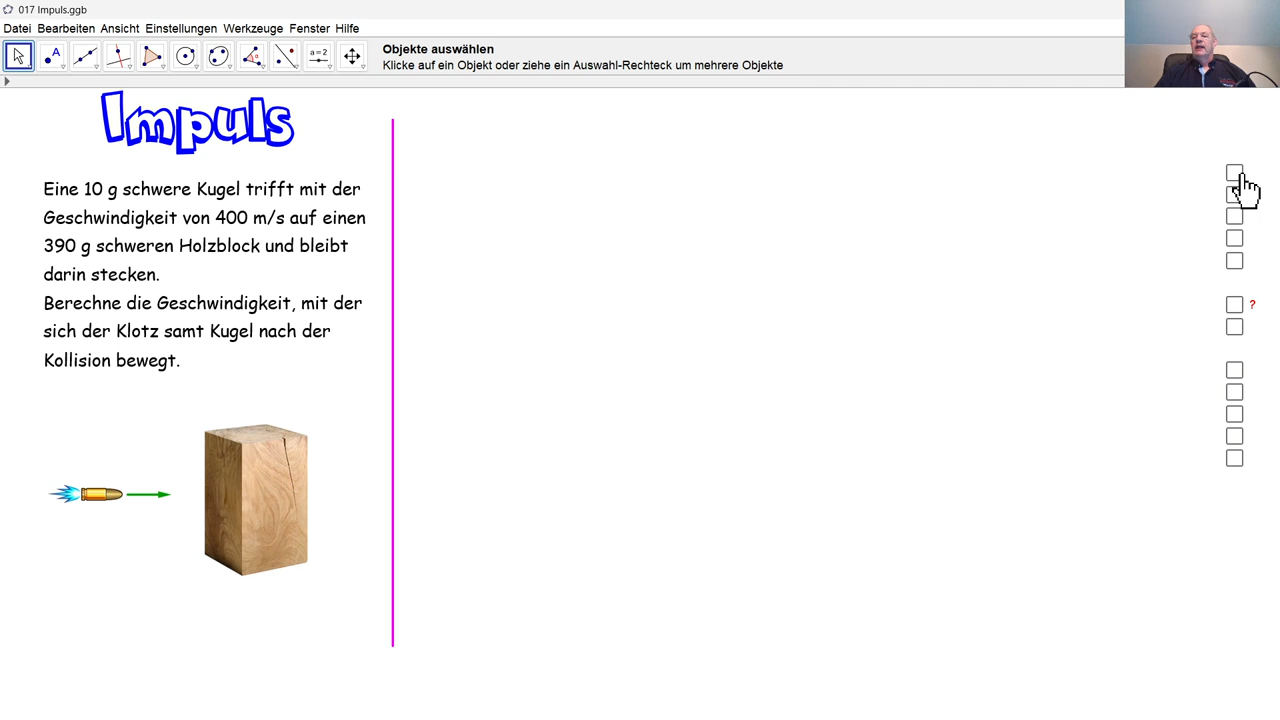 017 Impuls.ggb
Datei Bearbeiten Ansicht Einstellungen Werkzeuge Fenster Hilfe
A
a=2
Objekte auswählen
Klicke auf ein Objekt oder ziehe ein Auswahl-Rechteck um mehrere Objekte
Impuls
Eine 10 g schwere Kugel trifft mit der
Geschwindigkeit von 400 m/s auf einen
390 g schweren Holzblock und bleibt
darin stecken.
Berechne die Geschwindigkeit, mit der
sich der Klotz samt Kugel nach der
Kollision bewegt.
?